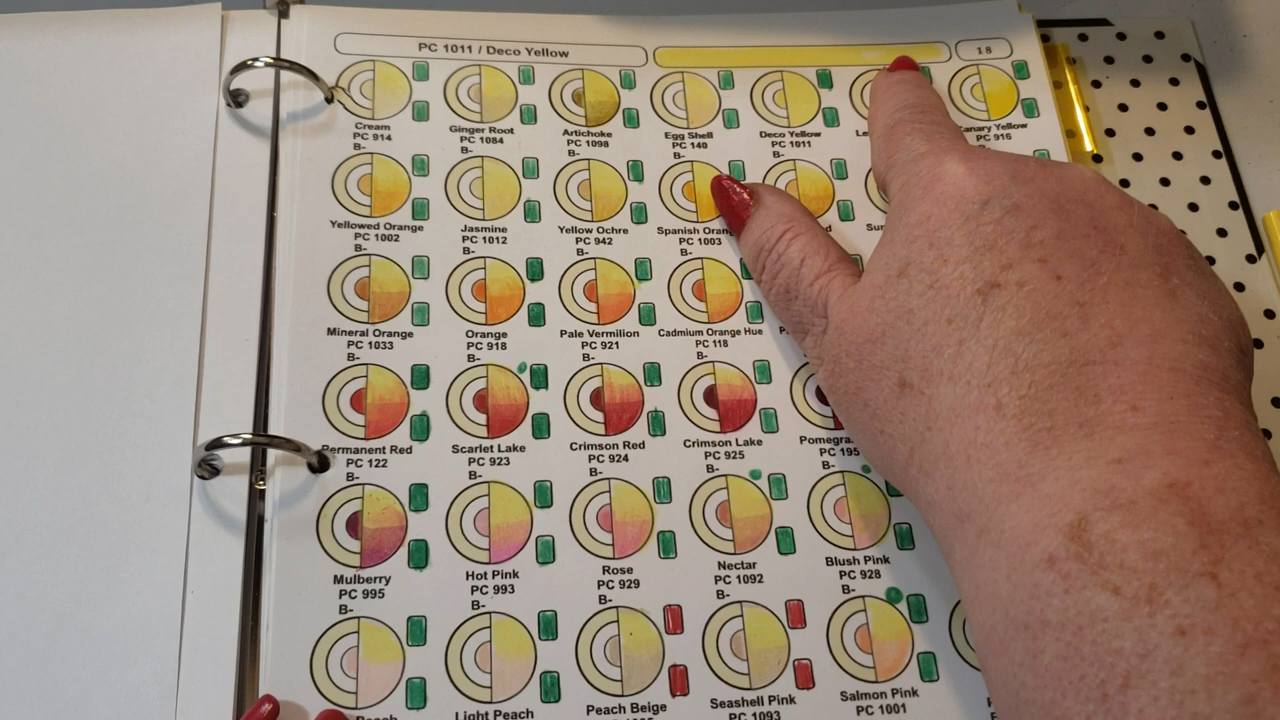 PC 1011 / Deco Yellow
18
Cream
PC 914
B-
Ginger Root
PC 1084
B-
Artichoke
PC 1098
B-
Egg Shell
PC 140
B-
Deco Yellow
PC 1011
B-
Canary Yellow
PC 916
Yellowed Orange
PC 1002
B-
Jasmine
PC 1012
B-
Yellow Ochre
PC 942
B-
Spanish Oran
PC 1003
B-
Mineral Orange
PC 1033
B-
Orange
PC 918
B-
Pale Vermilion
PC 921
B-
Cadmium Orange Hue
PC 118
B-
Permanent Red
PC 122
B-
Scarlet Lake
PC 923
B-
Crimson Red
PC 924
B-
Crimson Lake
PC 925
B-
Pomegra
PC 195
B-
Mulberry
PC 995
B-
Hot Pink
PC 993
B-
Rose
PC 929
B-
Nectar
PC 1092
B-
Blush Pink
PC 928
B-
Peach
Light Peach
Peach Beige
Seashell Pink
PC 1093
Salmon Pink
PC 1001